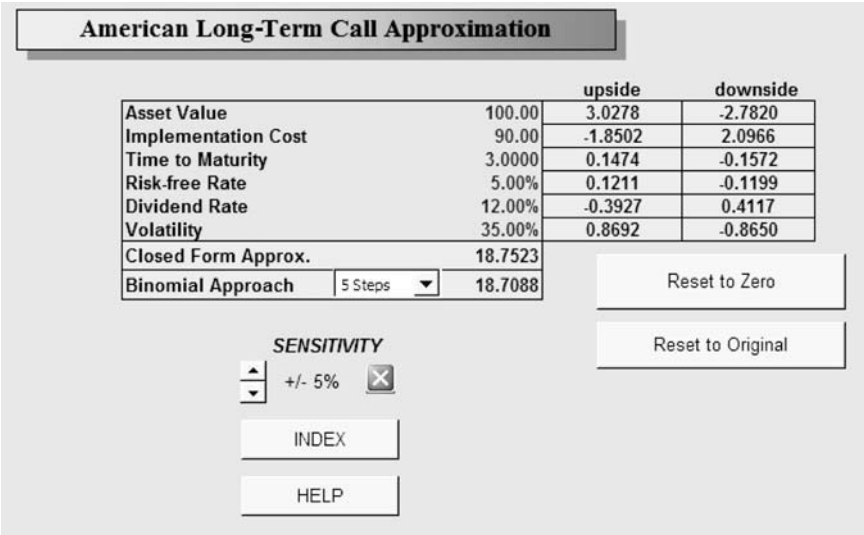 American Long-Term Call Approximation
upside downside
Asset Value 100.00 3.0278 -2.7820
Implementation Cost 90.00 -1.8502 2.0966
Time to Maturity 3.0000 0.1474 -0.1572
Risk-free Rate 5.00% 0.1211 -0.1199
Dividend Rate 12.00% -0.3927 0.4117
Volatility 35.00% 0.8692 -0.8650
Closed Form Approx. 18.7523
Binomial Approach 5 Steps 18.7088
Reset to Zero
SENSITIVITY
Reset to Original
+/- 5%
INDEX
HELP